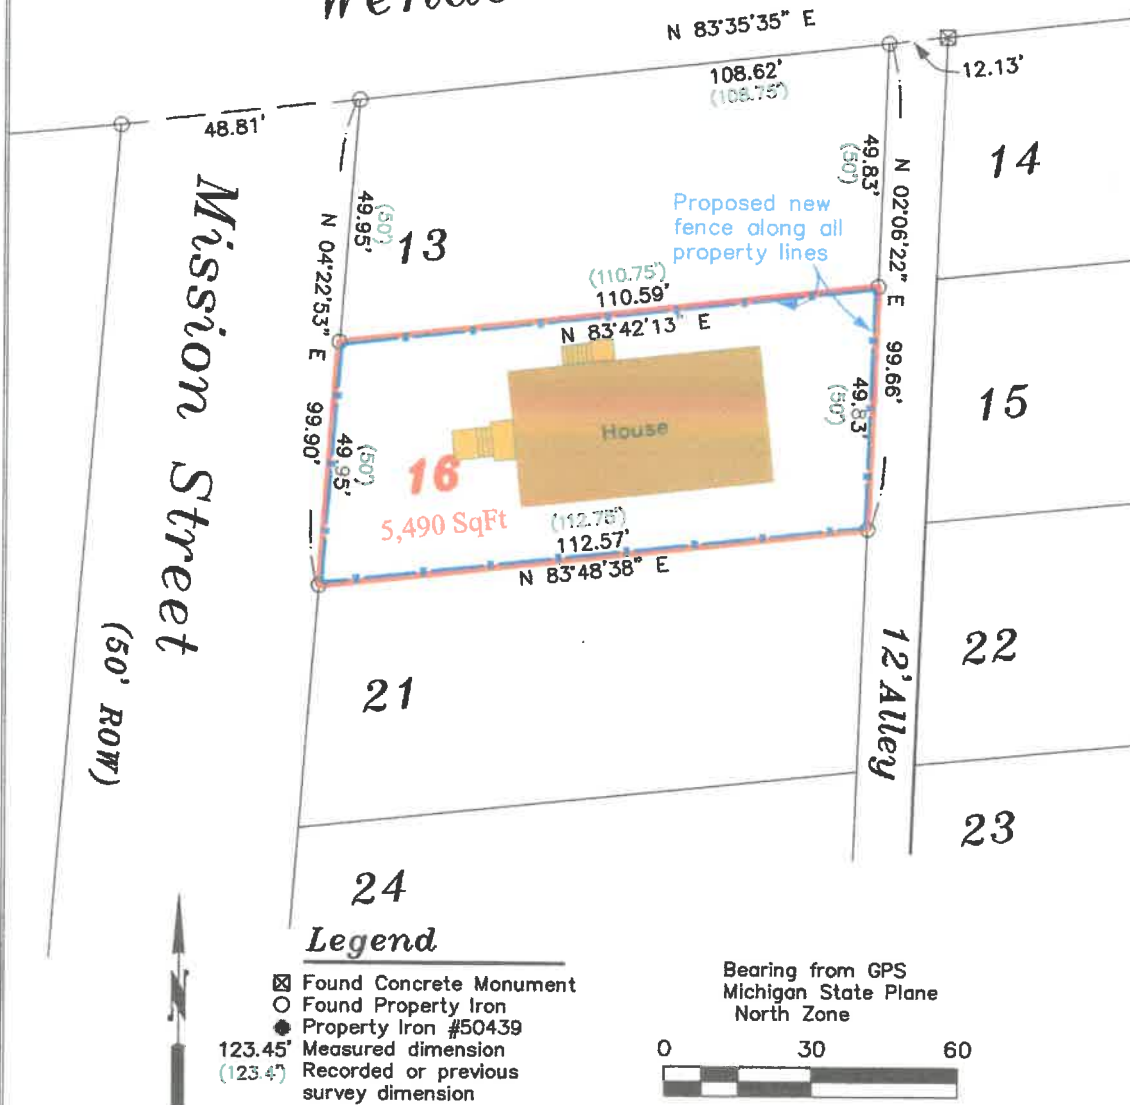 N 83°35'35" E
108.62'
(108.75')
12.13'
48.81'
Mission Street
(50' ROW)
N 04°22'53" E
99.90'
49.95'
(50')
13
49.83'
(50')
N 02°06'22" E
99.66'
14
Proposed new
fence along all
property lines
(110.75')
110.59'
N 83°42'13" E
House
49.95'
(50')
16
5,490 SqFt
49.83'
(50')
15
(112.75')
112.57'
N 83°48'38" E
21
12' Alley
22
23
24
N
Legend
Found Concrete Monument
Found Property Iron
Property Iron #50439
123.45' Measured dimension
(123.4') Recorded or previous
survey dimension
Bearing from GPS
Michigan State Plane
North Zone
0 30 60